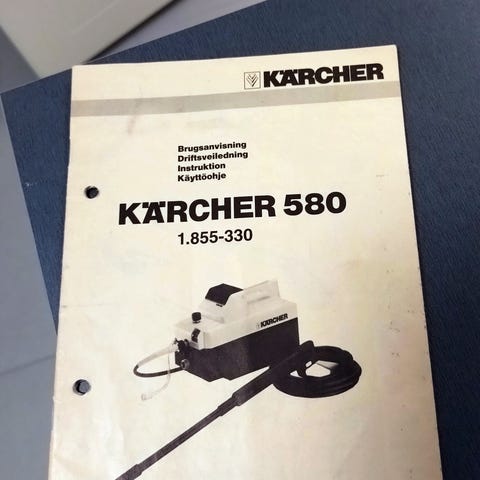 KÄRCHER
Brugsanvisning
Driftsveiledning
Instruktion
Käyttöohje
KÄRCHER 580
1.855-330
KÄRCHER